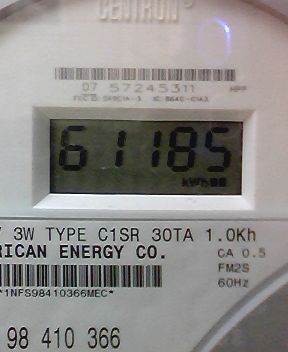 CENTRON
07 57245311
61185
kWh
3W TYPE C1SR 30TA 1.0Kh
RICAN ENERGY CO.
CA 0.5
FM2S
60Hz
*1NFS98410366MEC*
98 410 366